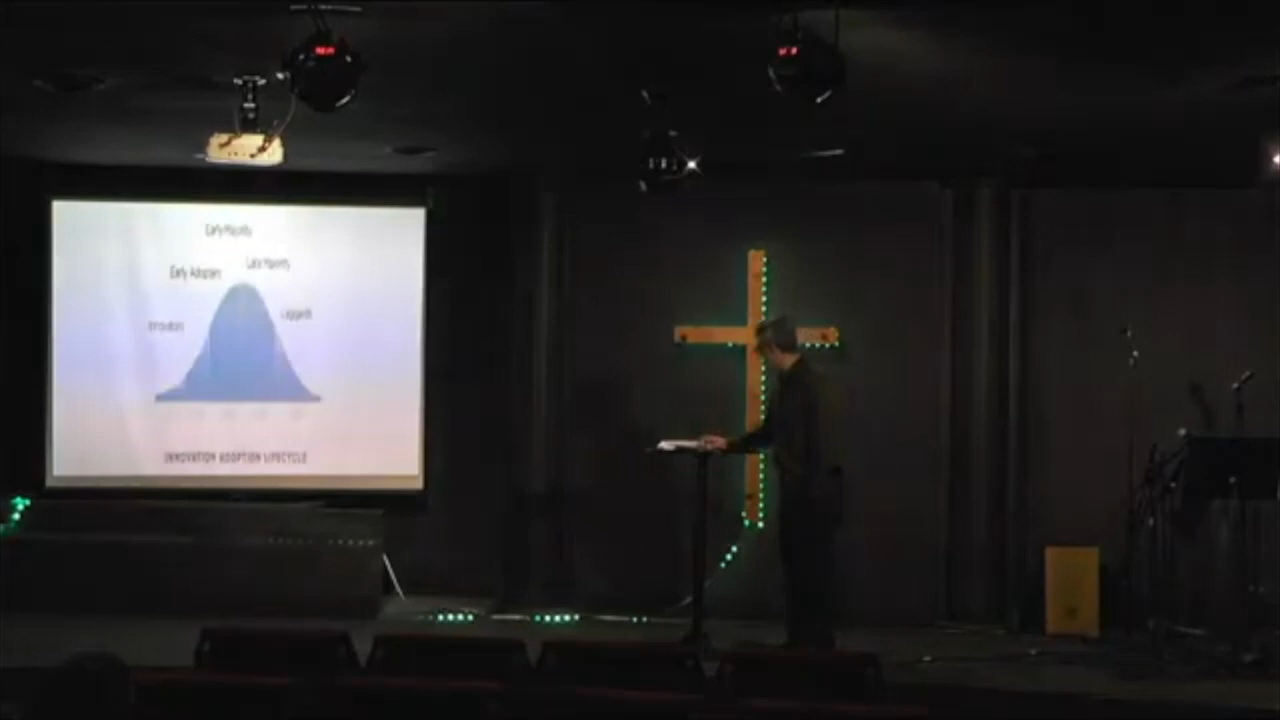 Early Majority
Late Majority
Early Adopters
Laggards
Innovators
INNOVATION ADOPTION LIFECYCLE